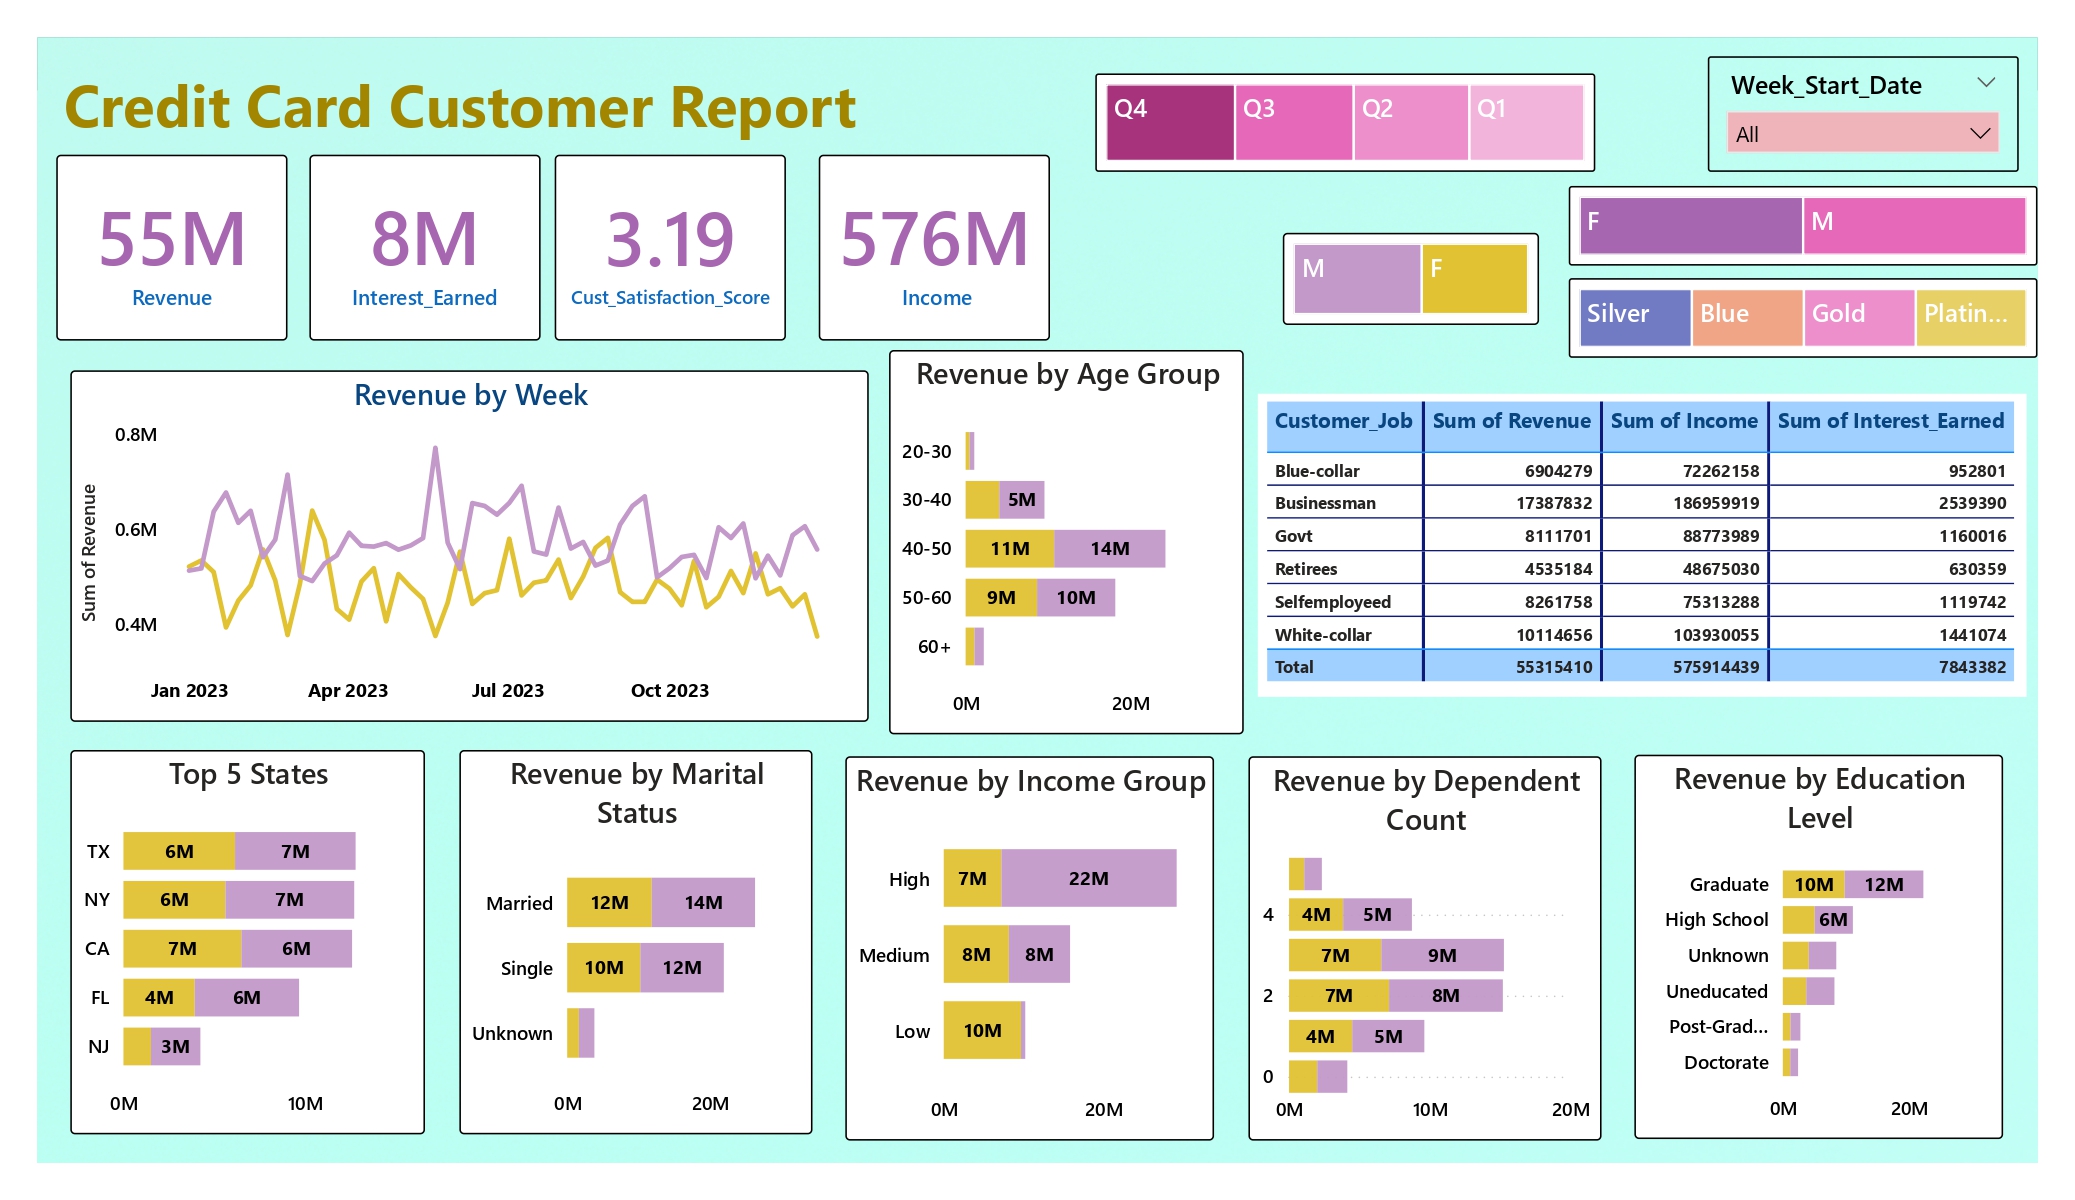 Credit Card Customer Report
Q4 Q3 Q2 Q1
Week_Start_Date
All
55M
Revenue
8M
Interest_Earned
3.19
Cust_Satisfaction_Score
576M
Income
M F
F M
Silver Blue Gold Platin...
Revenue by Week
Sum of Revenue
0.8M
0.6M
0.4M
Jan 2023 Apr 2023 Jul 2023 Oct 2023
Revenue by Age Group
20-30
30-40 5M
40-50 11M 14M
50-60 9M 10M
60+
0M 20M
Customer_Job Sum of Revenue Sum of Income Sum of Interest_Earned
Blue-collar 6904279 72262158 952801
Businessman 17387832 186959919 2539390
Govt 8111701 88773989 1160016
Retirees 4535184 48675030 630359
Selfemployeed 8261758 75313288 1119742
White-collar 10114656 103930055 1441074
Total 55315410 575914439 7843382
Top 5 States
TX 6M 7M
NY 6M 7M
CA 7M 6M
FL 4M 6M
NJ 3M
0M 10M
Revenue by Marital
Status
Married 12M 14M
Single 10M 12M
Unknown
0M 20M
Revenue by Income Group
High 7M 22M
Medium 8M 8M
Low 10M
0M 20M
Revenue by Dependent
Count
4 4M 5M
7M 9M
2 7M 8M
4M 5M
0
0M 10M 20M
Revenue by Education
Level
Graduate 10M 12M
High School 6M
Unknown
Uneducated
Post-Grad...
Doctorate
0M 20M